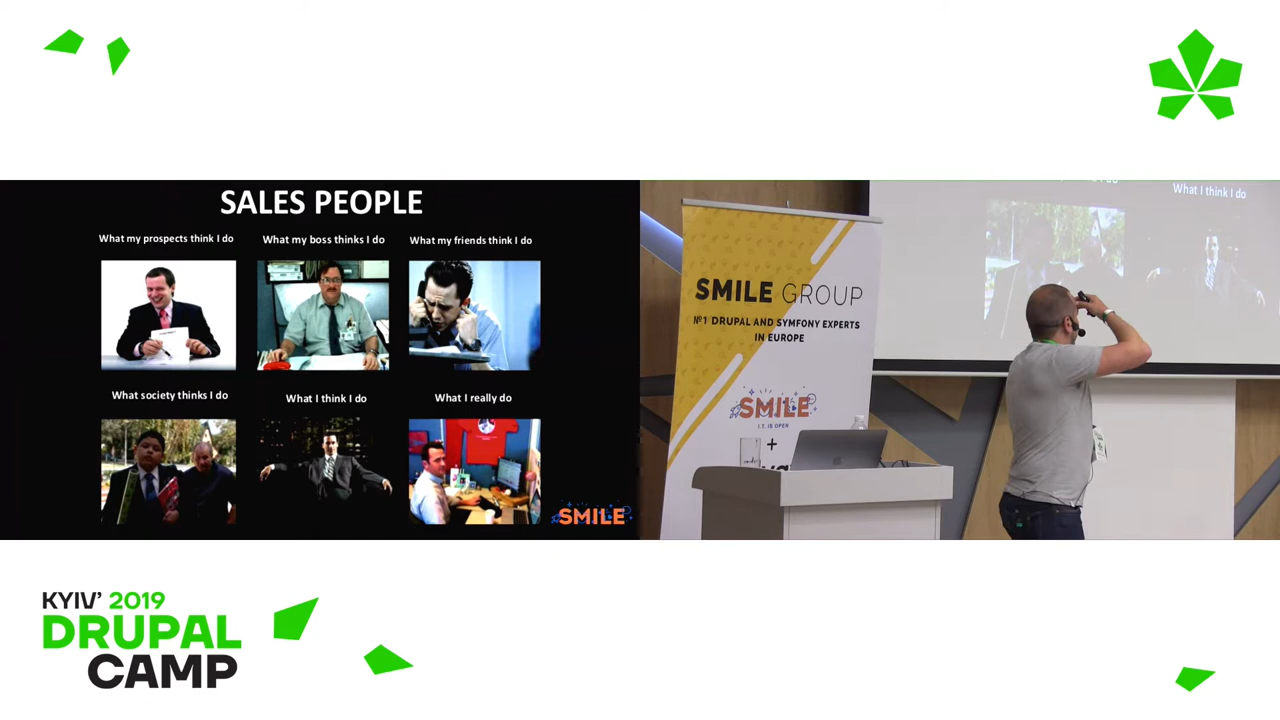 SALES PEOPLE
What my prospects think I do
What my boss thinks I do
What my friends think I do
What society thinks I do
What I think I do
What I really do
SMILE
What I think I do
SMILE GROUP
№1 DRUPAL AND SYMFONY EXPERTS
IN EUROPE
SMILE
I.T. IS OPEN
+
KYIV' 2019
DRUPAL
CAMP